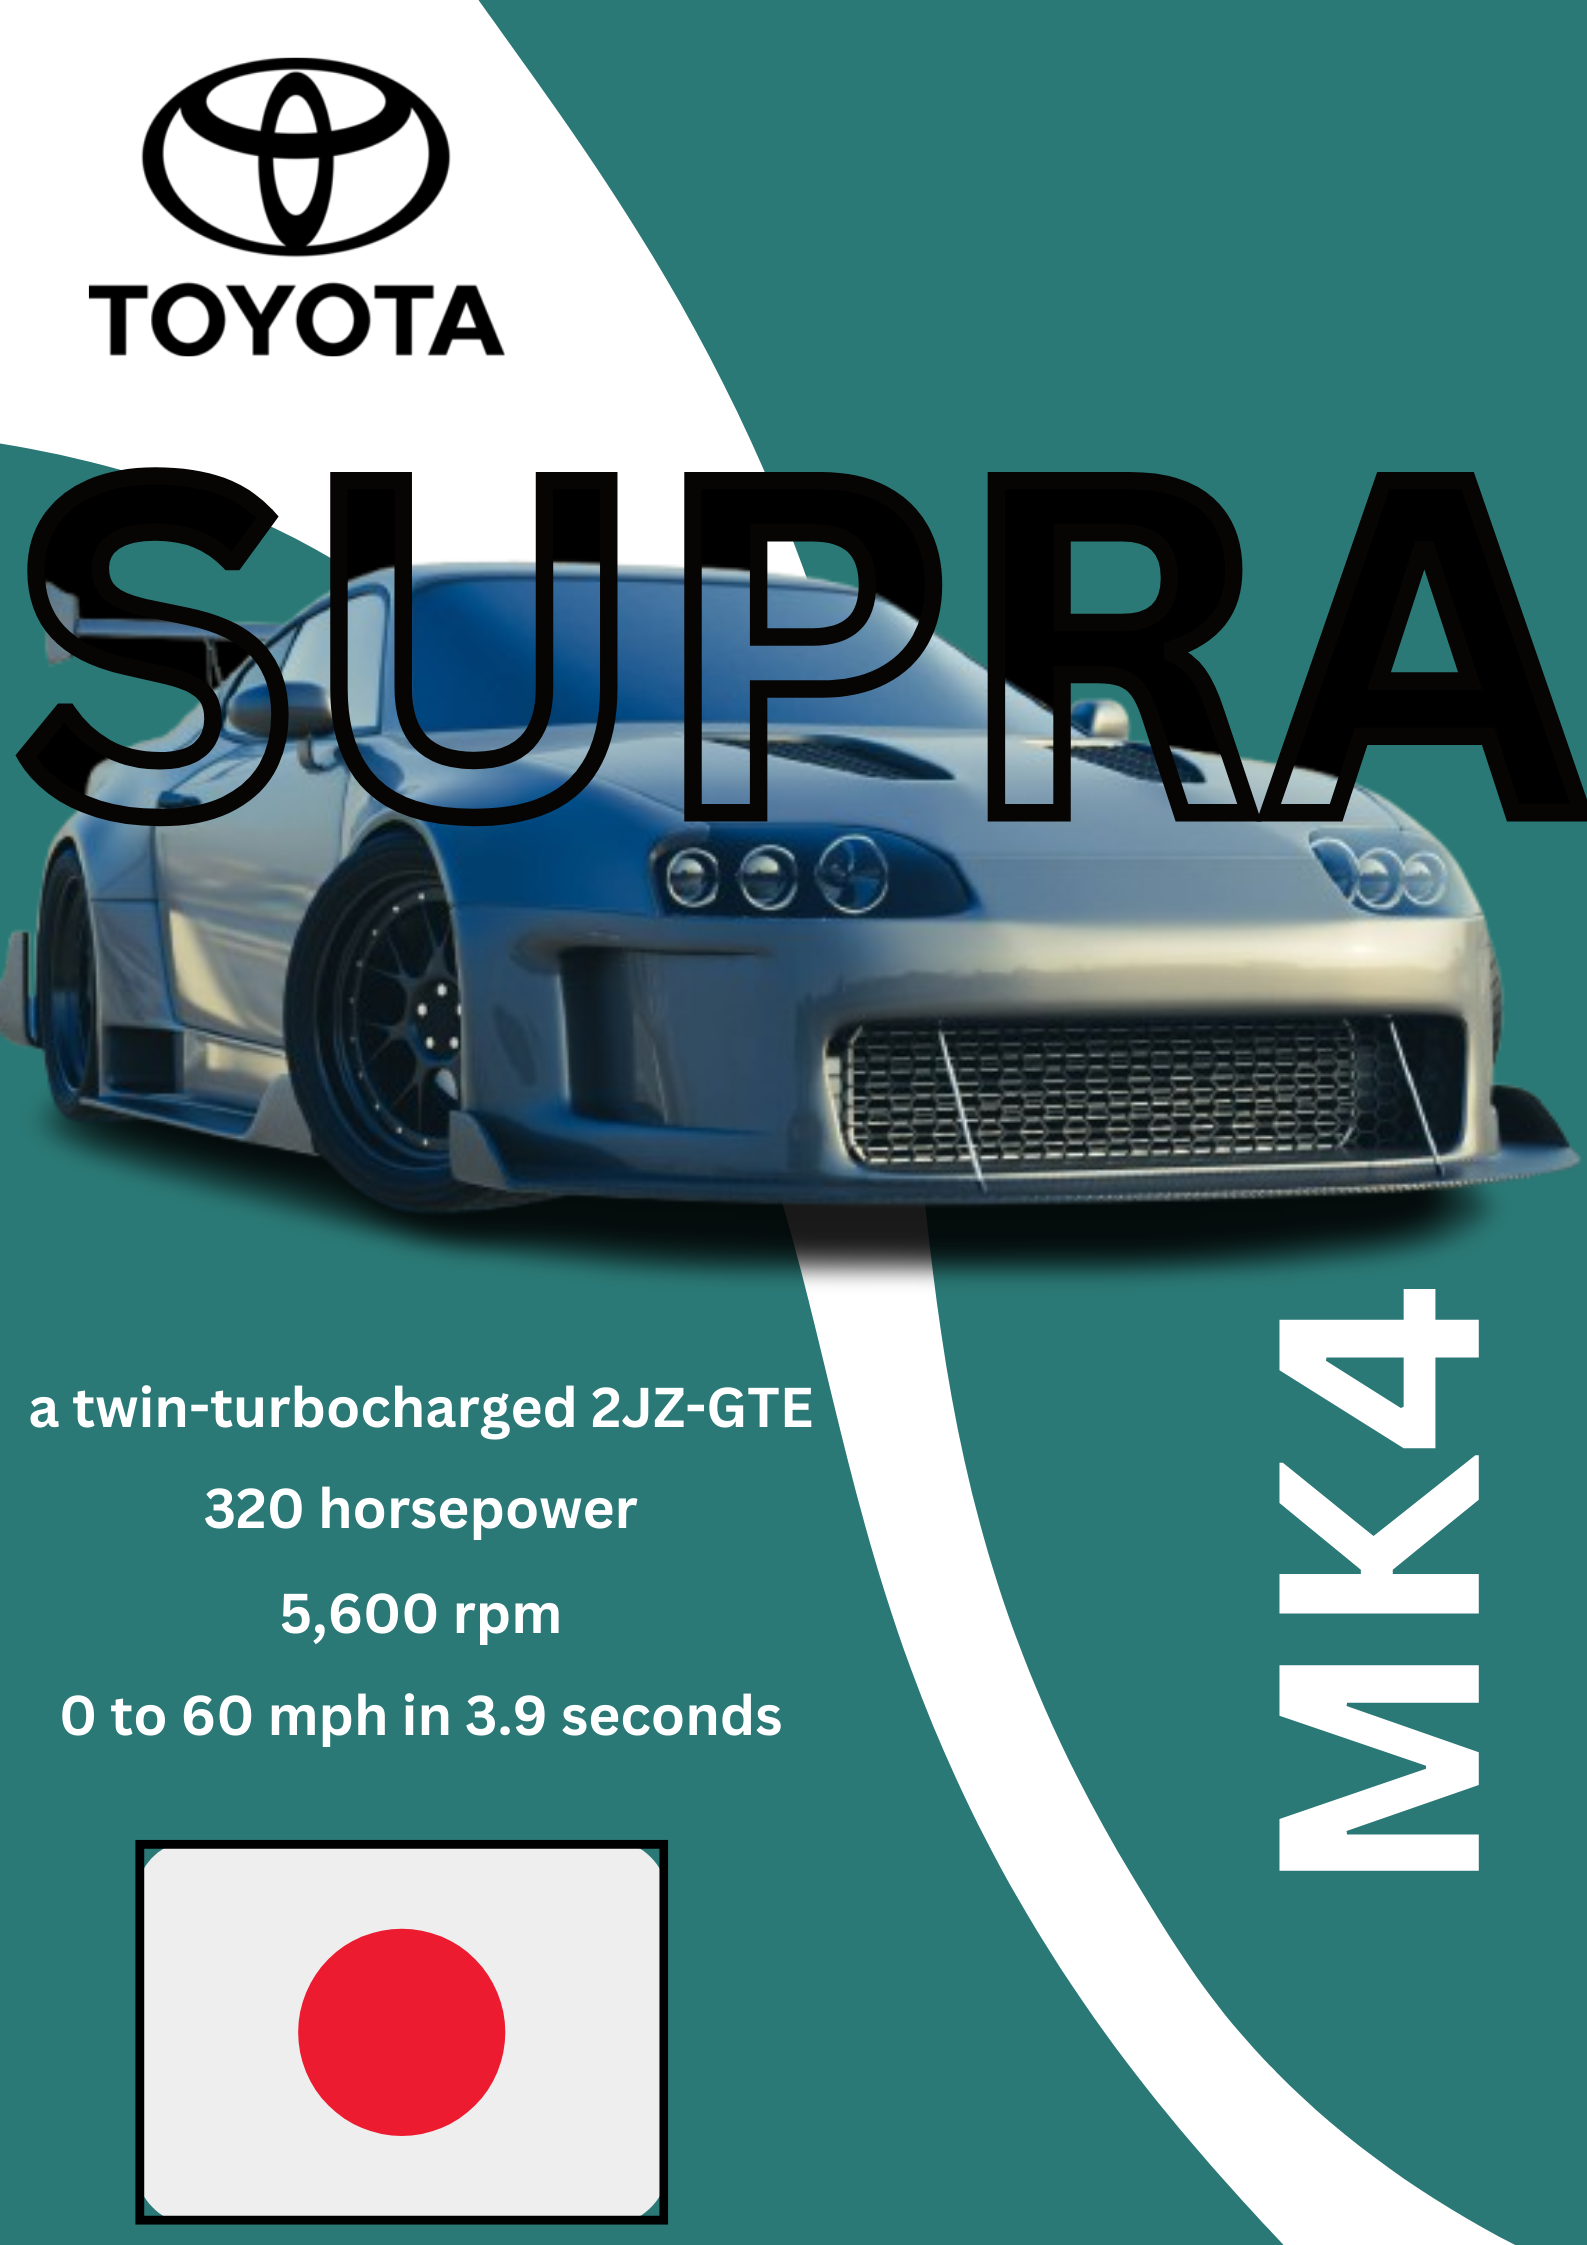 TOYOTA
SUPRA
a twin-turbocharged 2JZ-GTE
320 horsepower
5,600 rpm
0 to 60 mph in 3.9 seconds
MK4